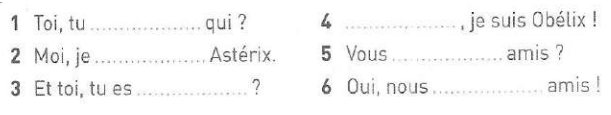 1 Toi, tu .................... qui ?
2 Moi, je .................... Astérix.
3 Et toi, tu es .................... ?
4 ...................., je suis Obélix !
5 Vous .................... amis ?
6 Oui, nous .................... amis !